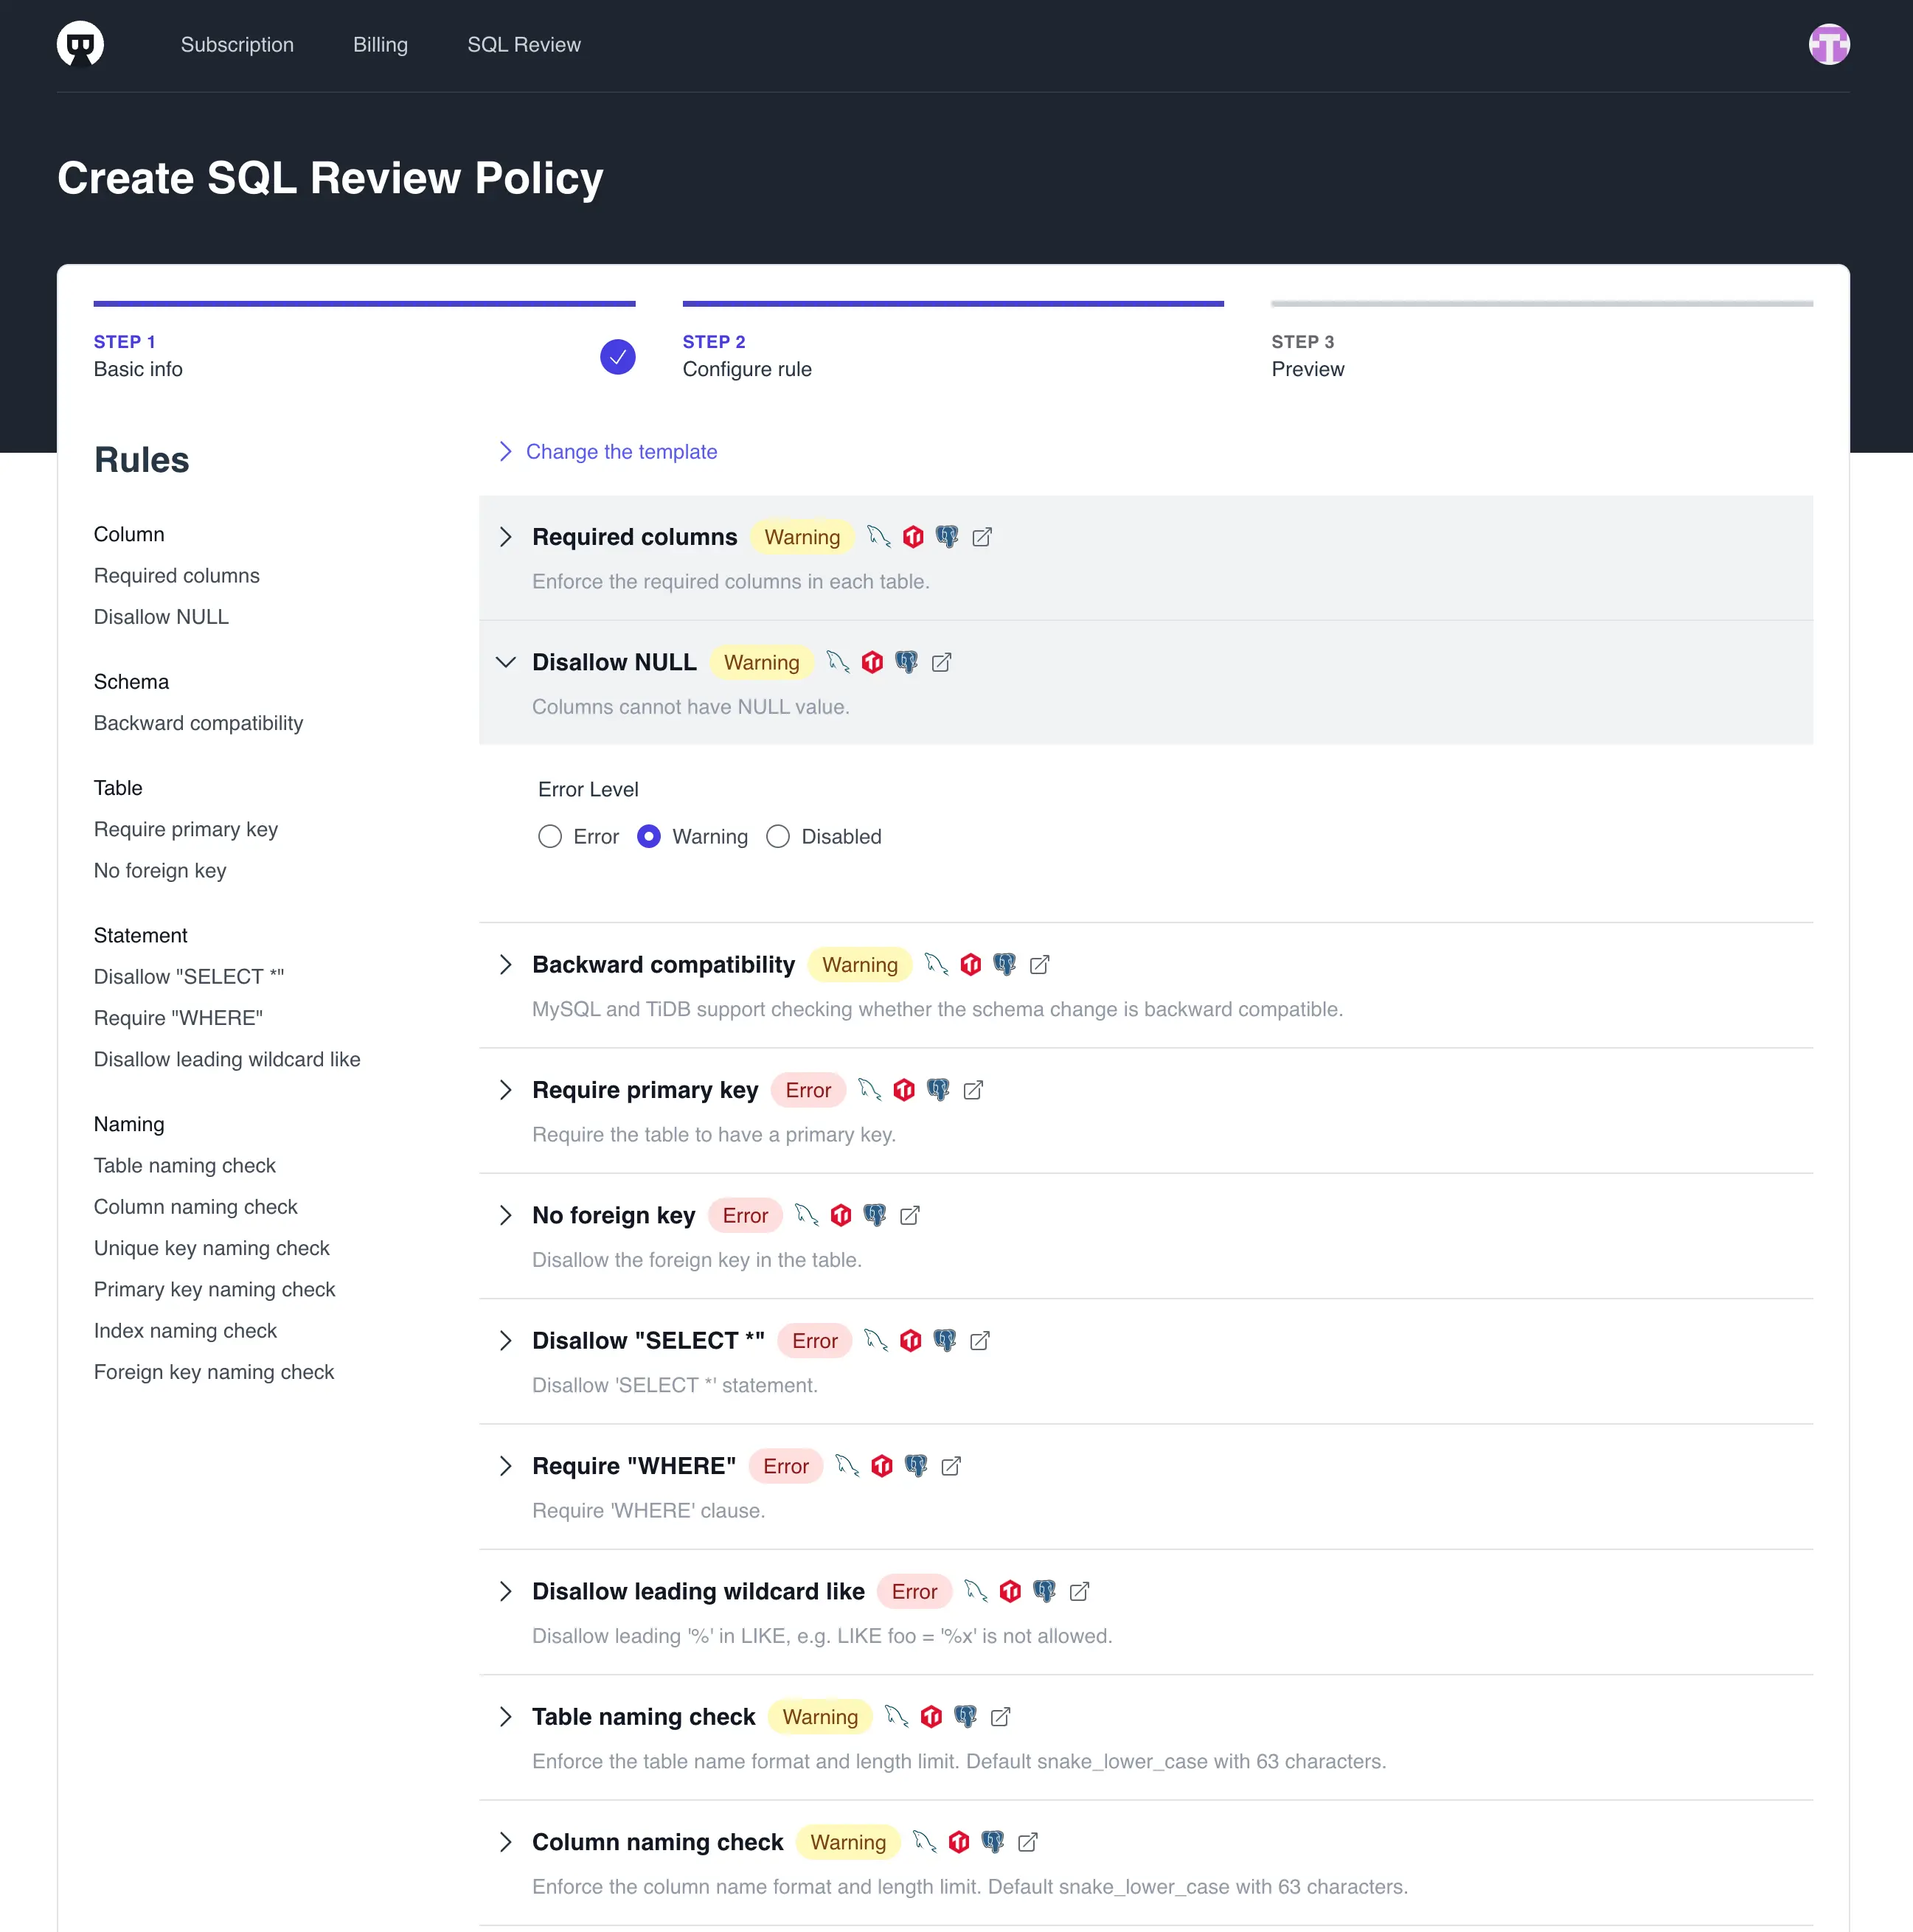 Subscription Billing SQL Review
Create SQL Review Policy
STEP 1
Basic info
STEP 2
Configure rule
STEP 3
Preview
Rules
Column
Required columns
Disallow NULL
Schema
Backward compatibility
Table
Require primary key
No foreign key
Statement
Disallow "SELECT *"
Require "WHERE"
Disallow leading wildcard like
Naming
Table naming check
Column naming check
Unique key naming check
Primary key naming check
Index naming check
Foreign key naming check
Change the template
Required columns Warning
Enforce the required columns in each table.
Disallow NULL Warning
Columns cannot have NULL value.
Error Level
Error Warning Disabled
Backward compatibility Warning
MySQL and TiDB support checking whether the schema change is backward compatible.
Require primary key Error
Require the table to have a primary key.
No foreign key Error
Disallow the foreign key in the table.
Disallow "SELECT *" Error
Disallow 'SELECT *' statement.
Require "WHERE" Error
Require 'WHERE' clause.
Disallow leading wildcard like Error
Disallow leading '%' in LIKE, e.g. LIKE foo = '%x' is not allowed.
Table naming check Warning
Enforce the table name format and length limit. Default snake_lower_case with 63 characters.
Column naming check Warning
Enforce the column name format and length limit. Default snake_lower_case with 63 characters.